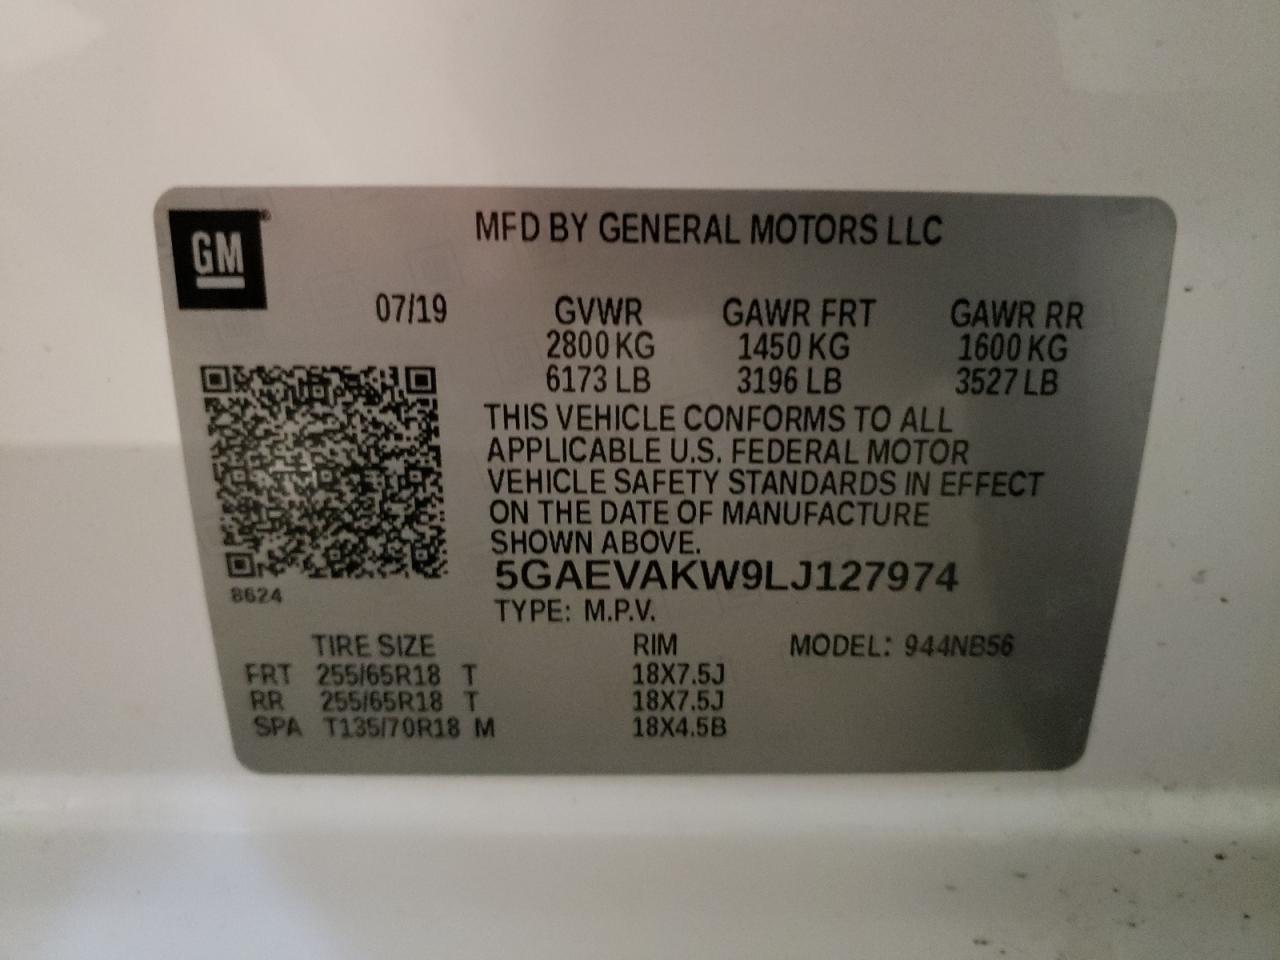 GM®
MFD BY GENERAL MOTORS LLC
07/19 GVWR GAWR FRT GAWR RR
2800 KG 1450 KG 1600 KG
6173 LB 3196 LB 3527 LB
THIS VEHICLE CONFORMS TO ALL
APPLICABLE U.S. FEDERAL MOTOR
VEHICLE SAFETY STANDARDS IN EFFECT
ON THE DATE OF MANUFACTURE
SHOWN ABOVE.
5GAEVAKW9LJ127974
8624
TYPE: M.P.V.
TIRE SIZE RIM MODEL: 944NB56
FRT 255/65R18 T 18X7.5J
RR 255/65R18 T 18X7.5J
SPA T135/70R18 M 18X4.5B